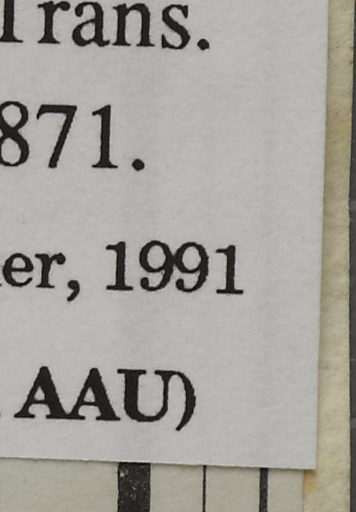 Trans.
871.
er, 1991
AAU)